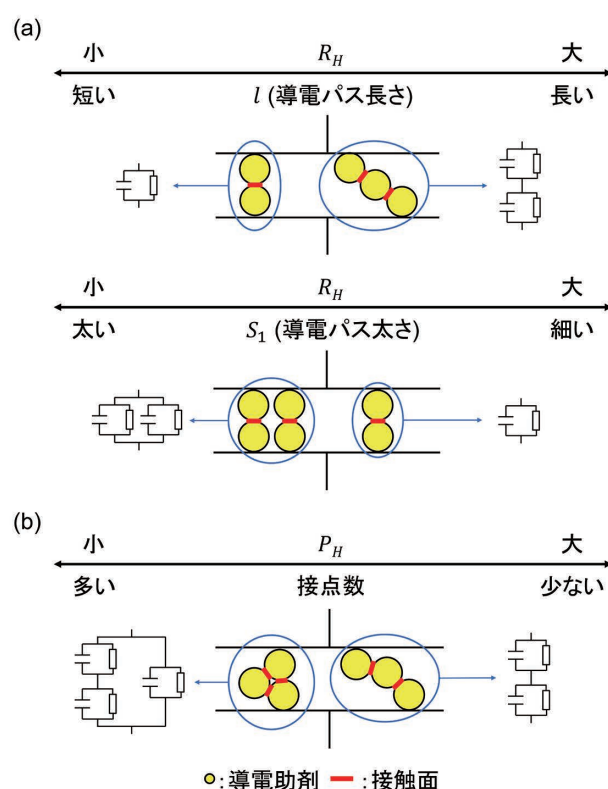 (a)
小 R_H 大
短い l (導電パス長さ) 長い
小 R_H 大
太い S_1 (導電パス太さ) 細い
(b)
小 P_H 大
多い 接点数 少ない
:導電助剤 :接触面